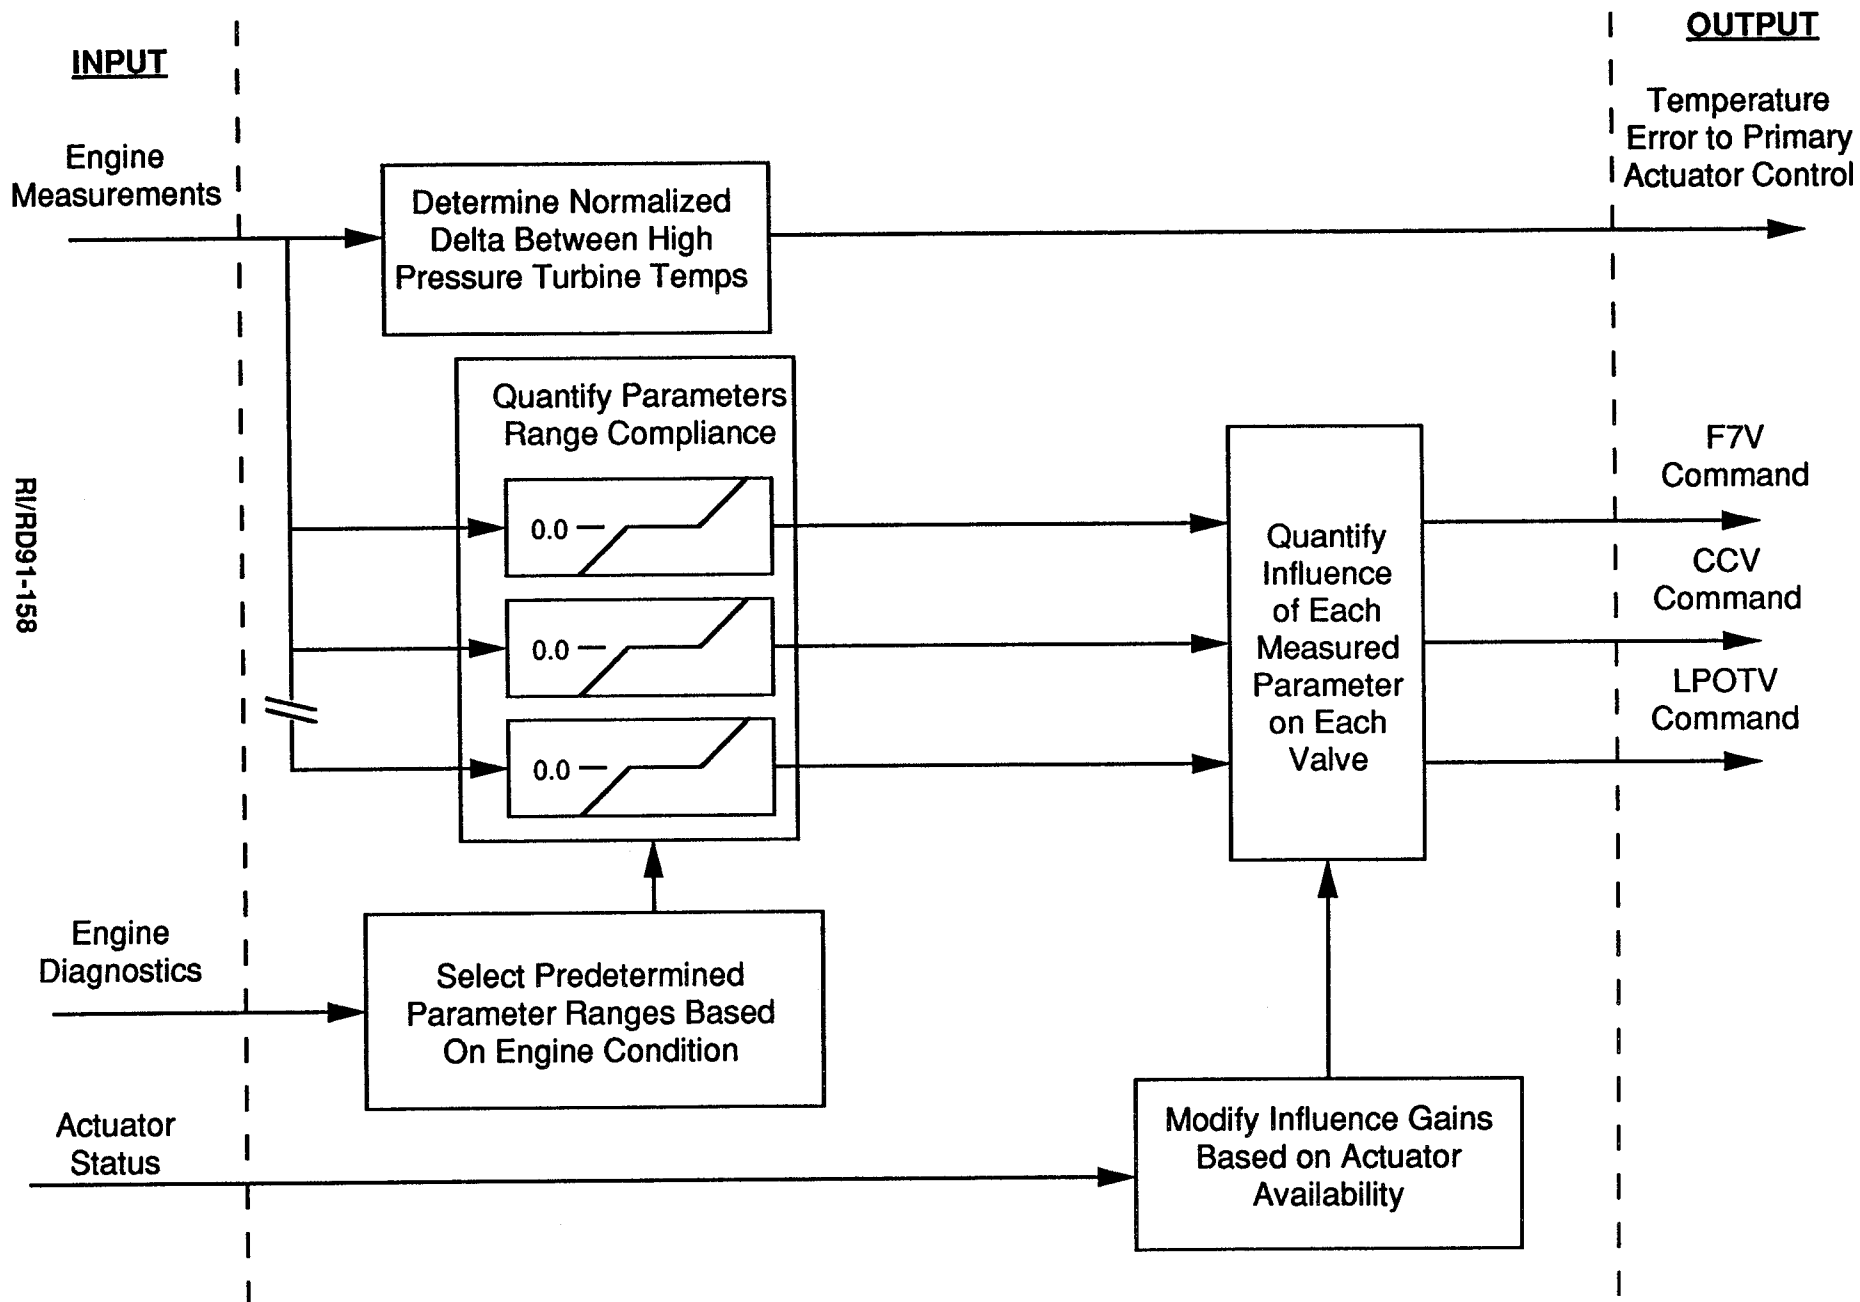 INPUT
OUTPUT
Engine
Measurements
Temperature
Error to Primary
Actuator Control
Determine Normalized
Delta Between High
Pressure Turbine Temps
Quantify Parameters
Range Compliance
0.0
0.0
0.0
Quantify
Influence
of Each
Measured
Parameter
on Each
Valve
F7V
Command
CCV
Command
LPOTV
Command
RI/RD91-158
Engine
Diagnostics
Select Predetermined
Parameter Ranges Based
On Engine Condition
Actuator
Status
Modify Influence Gains
Based on Actuator
Availability